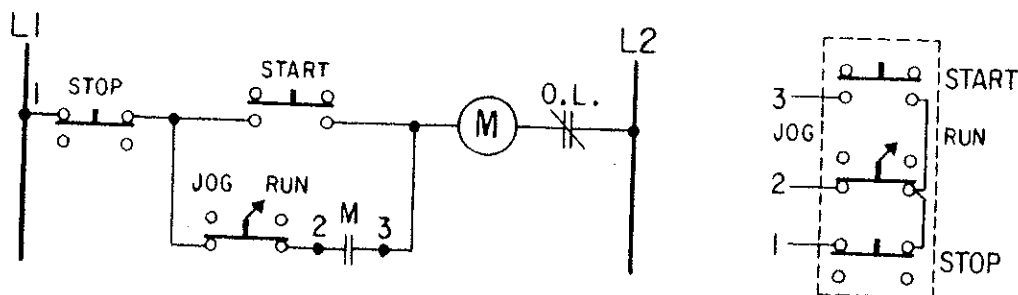 L1
L2
1
STOP
START
O.L.
M
JOG RUN
2 M 3
START
3
JOG RUN
2
1
STOP